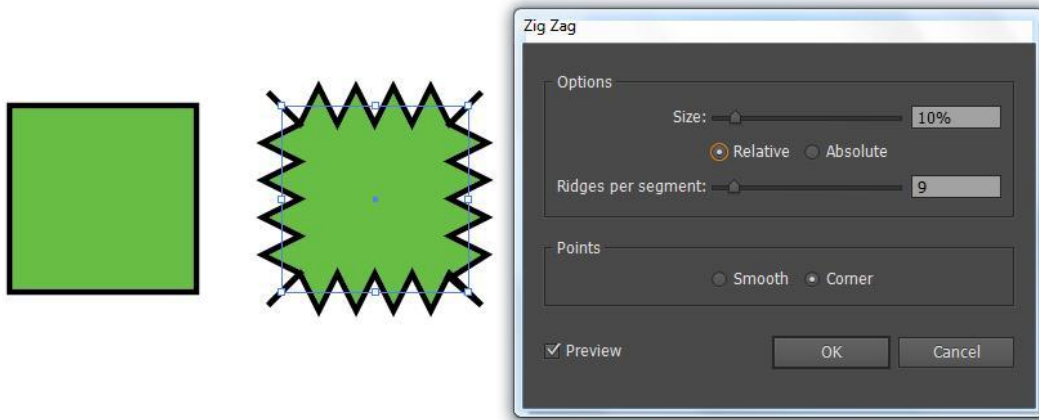 Zig Zag
Options
Size: 10%
Relative Absolute
Ridges per segment: 9
Points
Smooth Corner
Preview OK Cancel